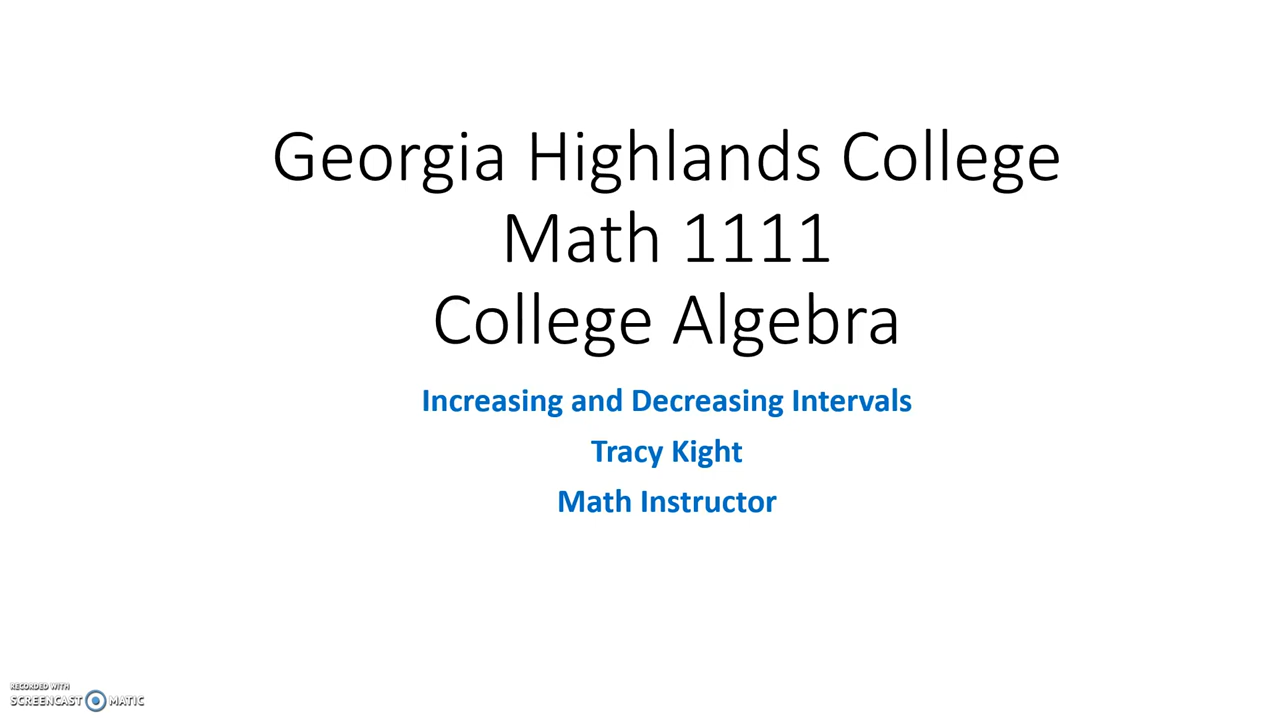 Georgia Highlands College
Math 1111
College Algebra
Increasing and Decreasing Intervals
Tracy Kight
Math Instructor
RECORDED WITH
SCREENCAST MATIC